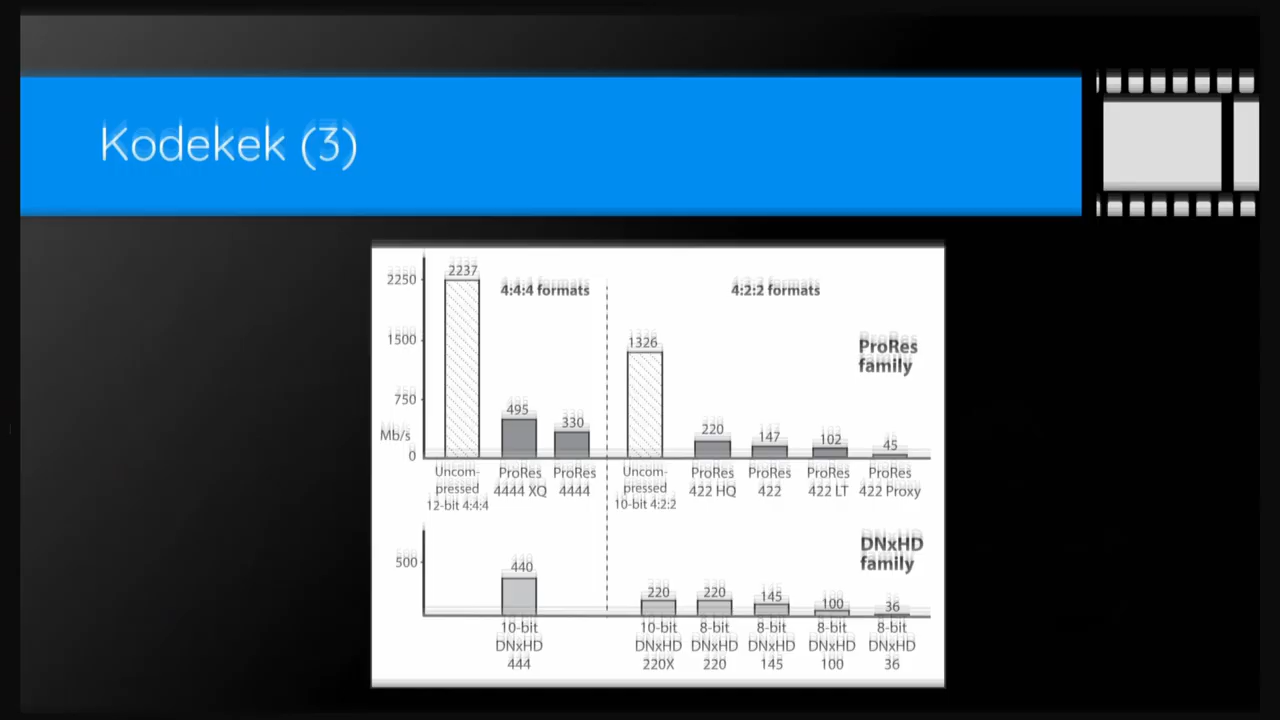 Kodekek (3)
2250
1500
750
Mb/s
0
2237
495
330
4:4:4 formats
1326
220
147
102
45
4:2:2 formats
ProRes
family
Uncom-
pressed
12-bit 4:4:4
ProRes
4444 XQ
ProRes
4444
Uncom-
pressed
10-bit 4:2:2
ProRes
422 HQ
ProRes
422
ProRes
422 LT
ProRes
422 Proxy
DNxHD
family
500
440
220
220
145
100
36
10-bit
DNxHD
444
10-bit
DNxHD
220X
8-bit
DNxHD
220
8-bit
DNxHD
145
8-bit
DNxHD
100
8-bit
DNxHD
36